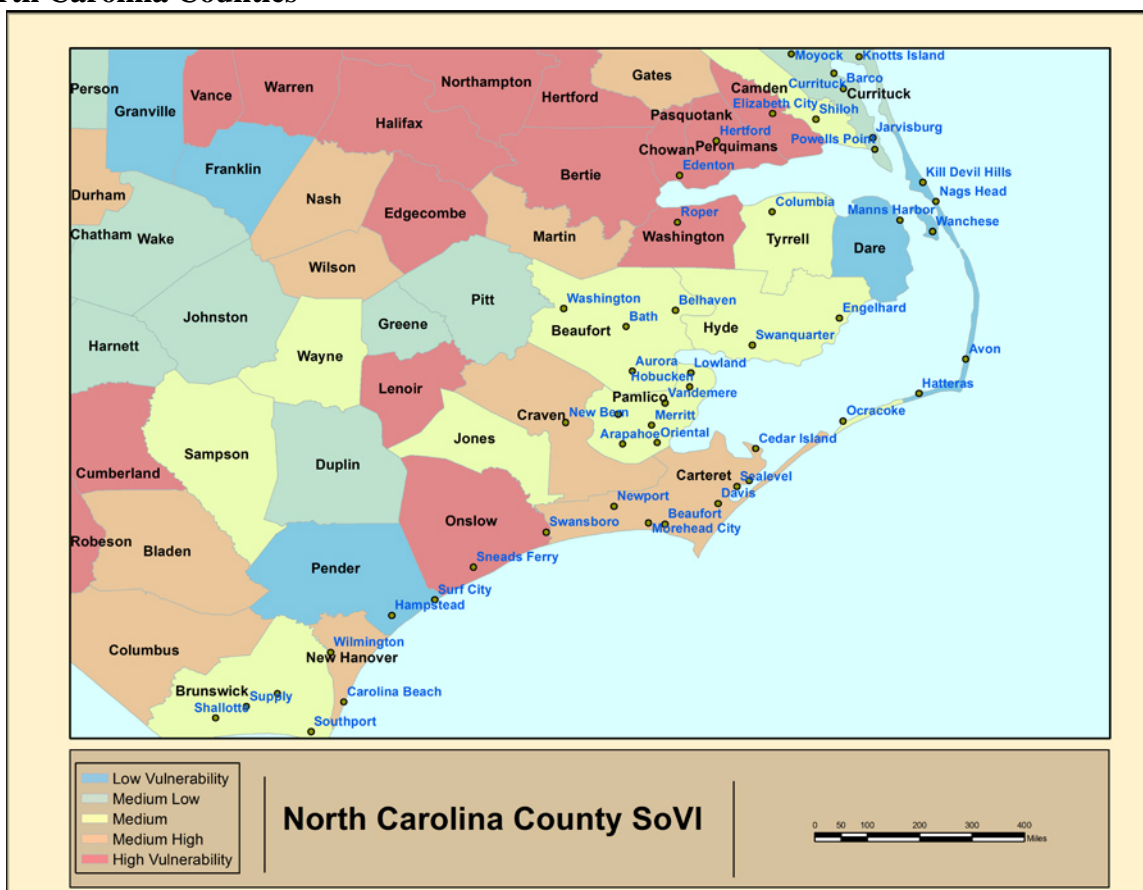 rth Carolina Counties
Moyock
Knotts Island
Person
Granville
Vance
Warren
Northampton
Hertford
Gates
Camden
Currituck
Barco
Currituck
Halifax
Pasquotank
Elizabeth City
Shiloh
Franklin
Hertford
Chowan
Perquimans
Powells Point
Jarvisburg
Bertie
Edenton
Durham
Nash
Edgecombe
Kill Devil Hills
Nags Head
Chatham
Wake
Martin
Roper
Washington
Columbia
Tyrrell
Manns Harbor
Wanchese
Dare
Wilson
Johnston
Greene
Pitt
Washington
Bath
Belhaven
Beaufort
Hyde
Engelhard
Swanquarter
Harnett
Wayne
Lenoir
Aurora
Lowland
Hobucken
Pamlico
Vandemere
Avon
Hatteras
Craven
New Bern
Merritt
Arapahoe
Oriental
Ocracoke
Sampson
Jones
Cedar Island
Cumberland
Duplin
Carteret
Sealevel
Davis
Newport
Beaufort
Morehead City
Onslow
Swansboro
Robeson
Bladen
Pender
Sneads Ferry
Surf City
Hampstead
Columbus
Wilmington
New Hanover
Brunswick
Supply
Shallotte
Carolina Beach
Southport
Low Vulnerability
Medium Low
Medium
Medium High
High Vulnerability
North Carolina County SoVI
0 50 100 200 300 400
Miles